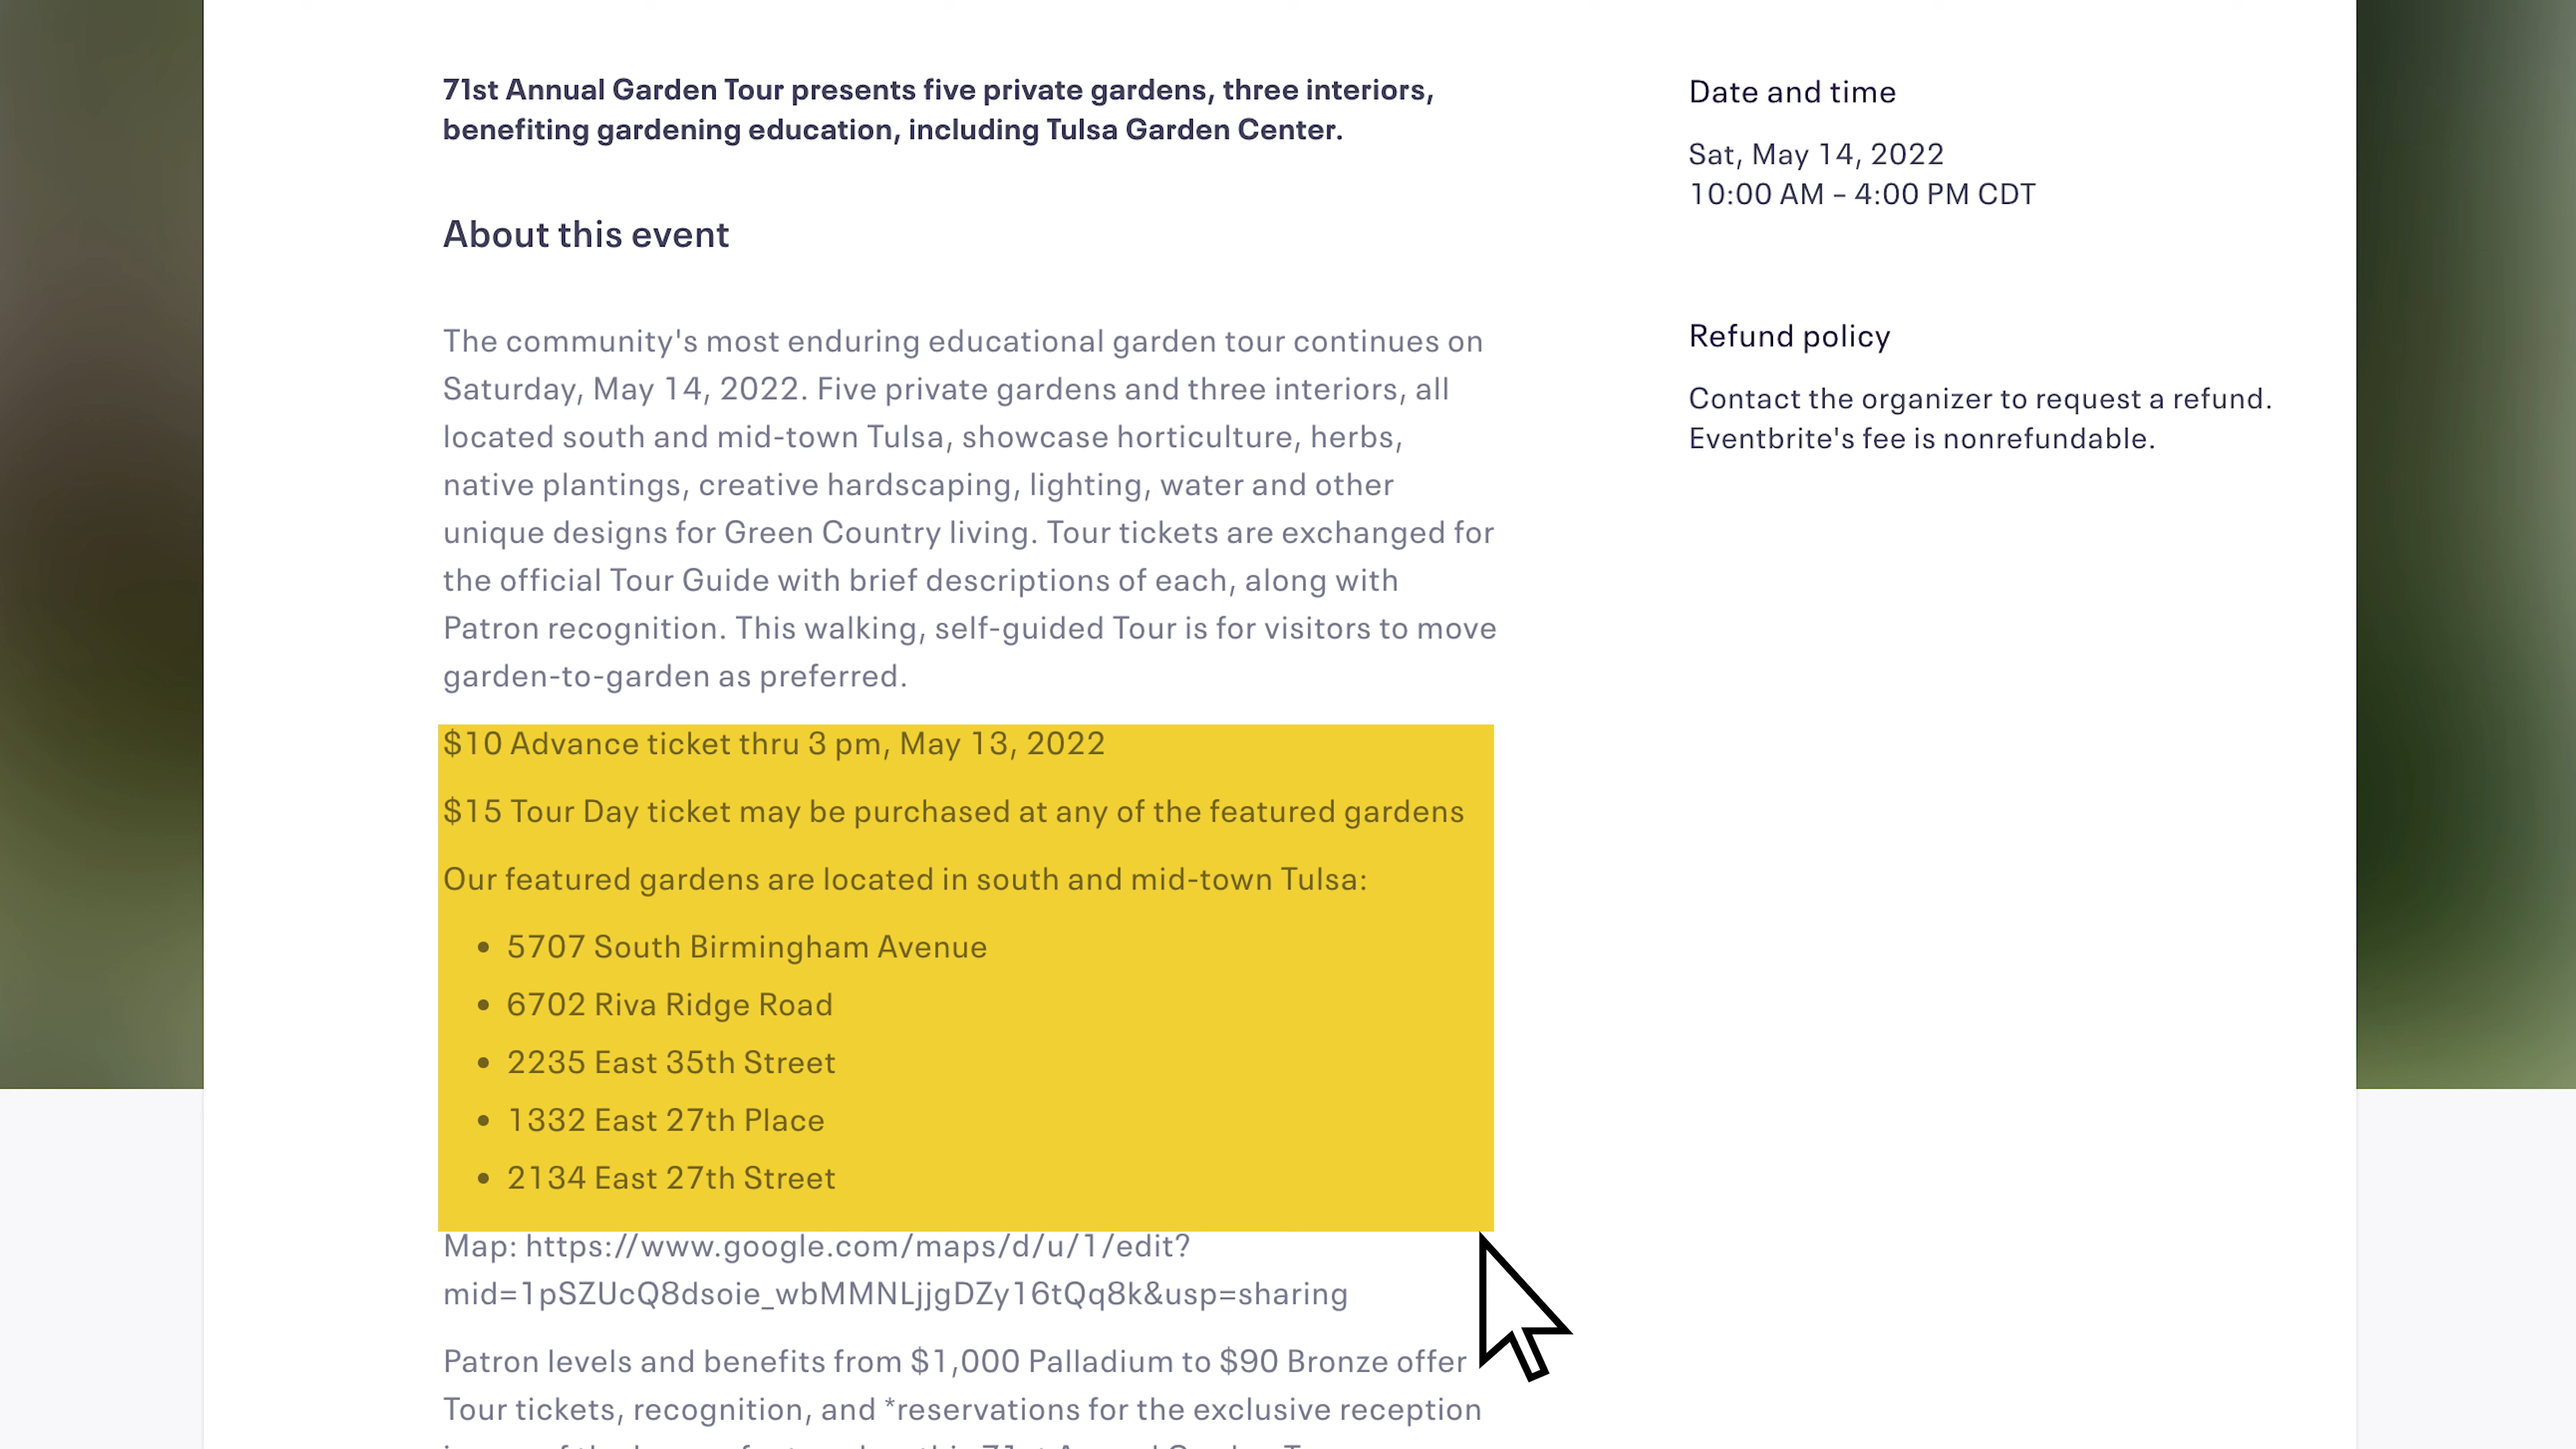 71st Annual Garden Tour presents five private gardens, three interiors,
benefiting gardening education, including Tulsa Garden Center.
About this event
The community's most enduring educational garden tour continues on
Saturday, May 14, 2022. Five private gardens and three interiors, all
located south and mid-town Tulsa, showcase horticulture, herbs,
native plantings, creative hardscaping, lighting, water and other
unique designs for Green Country living. Tour tickets are exchanged for
the official Tour Guide with brief descriptions of each, along with
Patron recognition. This walking, self-guided Tour is for visitors to move
garden-to-garden as preferred.
$10 Advance ticket thru 3 pm, May 13, 2022
$15 Tour Day ticket may be purchased at any of the featured gardens
Our featured gardens are located in south and mid-town Tulsa:
• 5707 South Birmingham Avenue
• 6702 Riva Ridge Road
• 2235 East 35th Street
• 1332 East 27th Place
• 2134 East 27th Street
Map: https://www.google.com/maps/d/u/1/edit?
mid=1pSZUcQ8dsoie_wbMMNLjjgDZy16tQq8k&usp=sharing
Patron levels and benefits from $1,000 Palladium to $90 Bronze offer
Tour tickets, recognition, and *reservations for the exclusive reception
Date and time
Sat, May 14, 2022
10:00 AM – 4:00 PM CDT
Refund policy
Contact the organizer to request a refund.
Eventbrite's fee is nonrefundable.